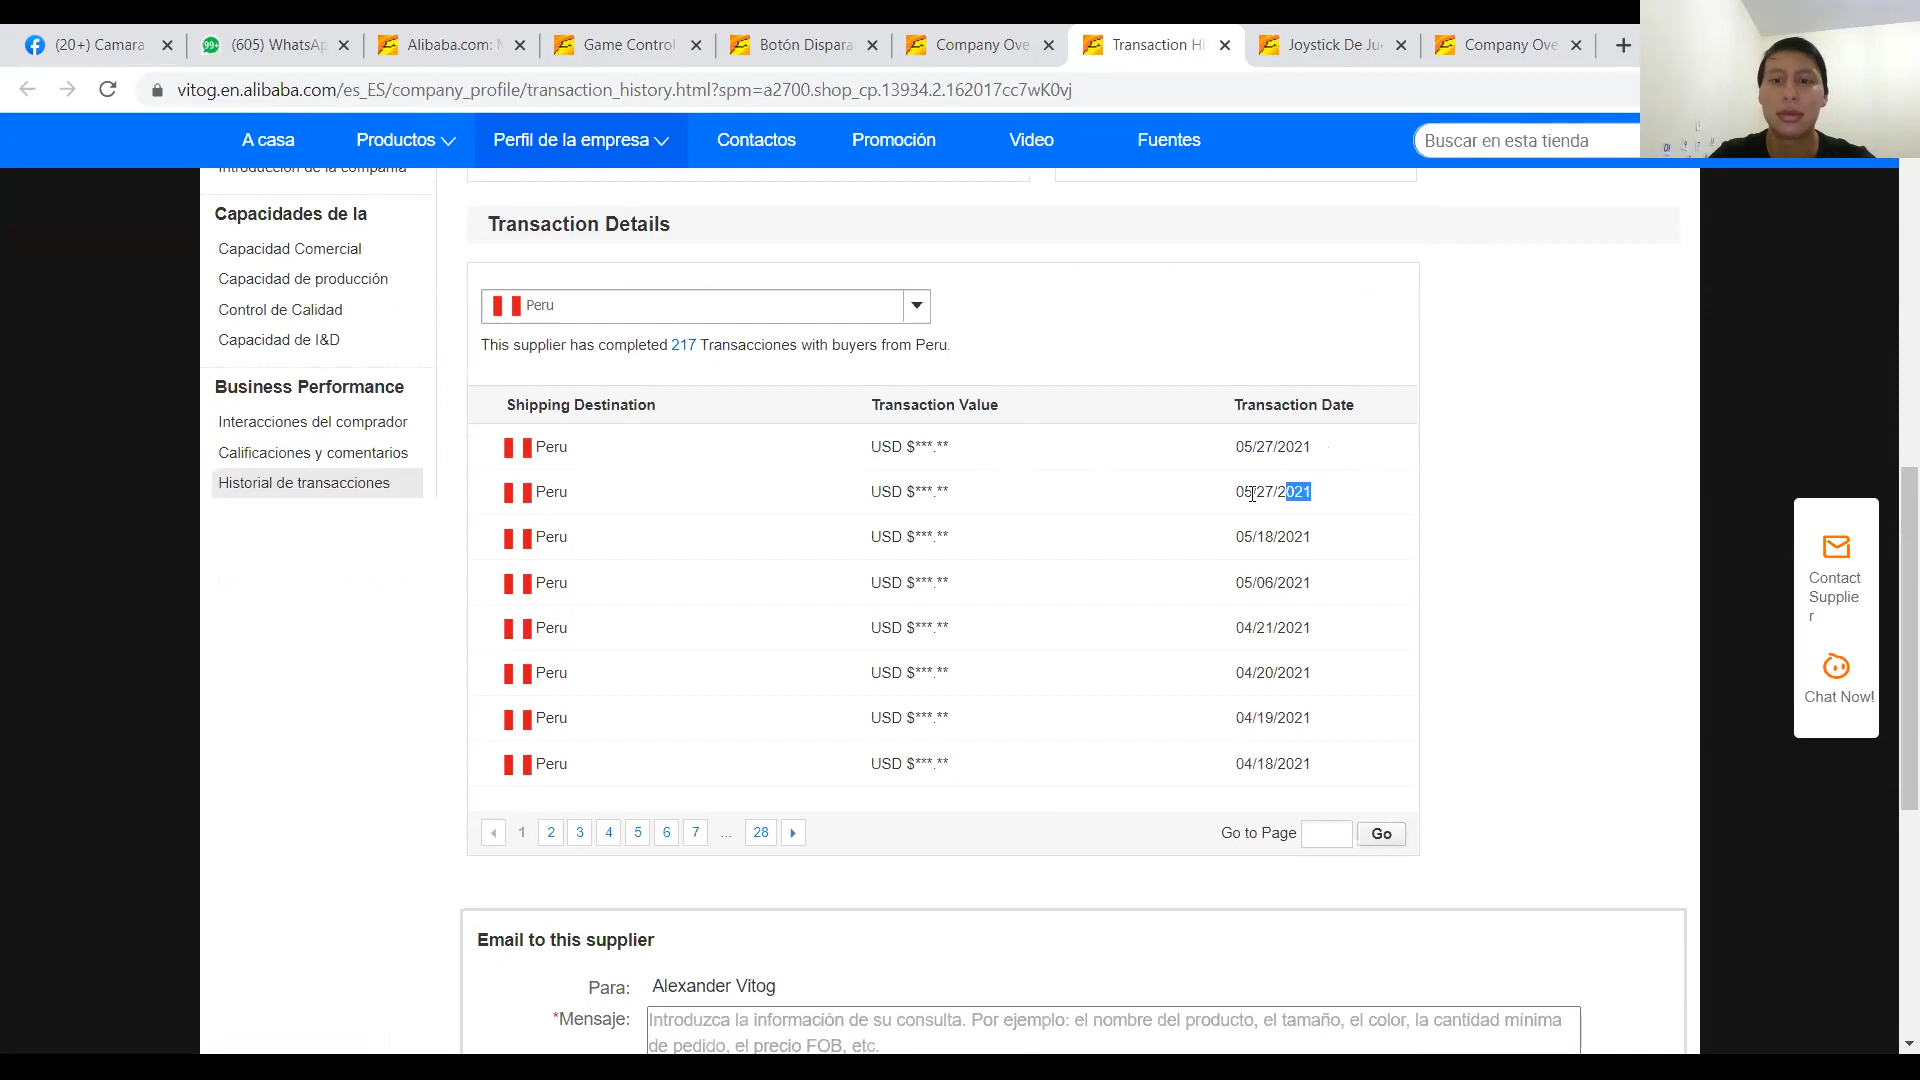 (20+) Camara
99+
(605) WhatsAp
Alibaba.com: M
Game Control
Botón Dispara
Company Ove
Transaction Hi
Joystick De Ju
Company Ove
vitog.en.alibaba.com/es_ES/company_profile/transaction_history.html?spm=a2700.shop_cp.13934.2.162017cc7wK0vj
A casa
Productos
Perfil de la empresa
Contactos
Promoción
Video
Fuentes
Buscar en esta tienda
Introducción de la compañía
Capacidades de la
Capacidad Comercial
Capacidad de producción
Control de Calidad
Capacidad de I&D
Business Performance
Interacciones del comprador
Calificaciones y comentarios
Historial de transacciones
Transaction Details
Peru
This supplier has completed 217 Transacciones with buyers from Peru.
Shipping Destination Transaction Value Transaction Date
Peru USD $***.** 05/27/2021
Peru USD $***.** 05/27/2021
Peru USD $***.** 05/18/2021
Peru USD $***.** 05/06/2021
Peru USD $***.** 04/21/2021
Peru USD $***.** 04/20/2021
Peru USD $***.** 04/19/2021
Peru USD $***.** 04/18/2021
1 2 3 4 5 6 7 ... 28
Go to Page Go
Email to this supplier
Para: Alexander Vitog
*Mensaje: Introduzca la información de su consulta. Por ejemplo: el nombre del producto, el tamaño, el color, la cantidad mínima
de pedido, el precio FOB, etc.
Contact
Supplie
r
Chat Now!